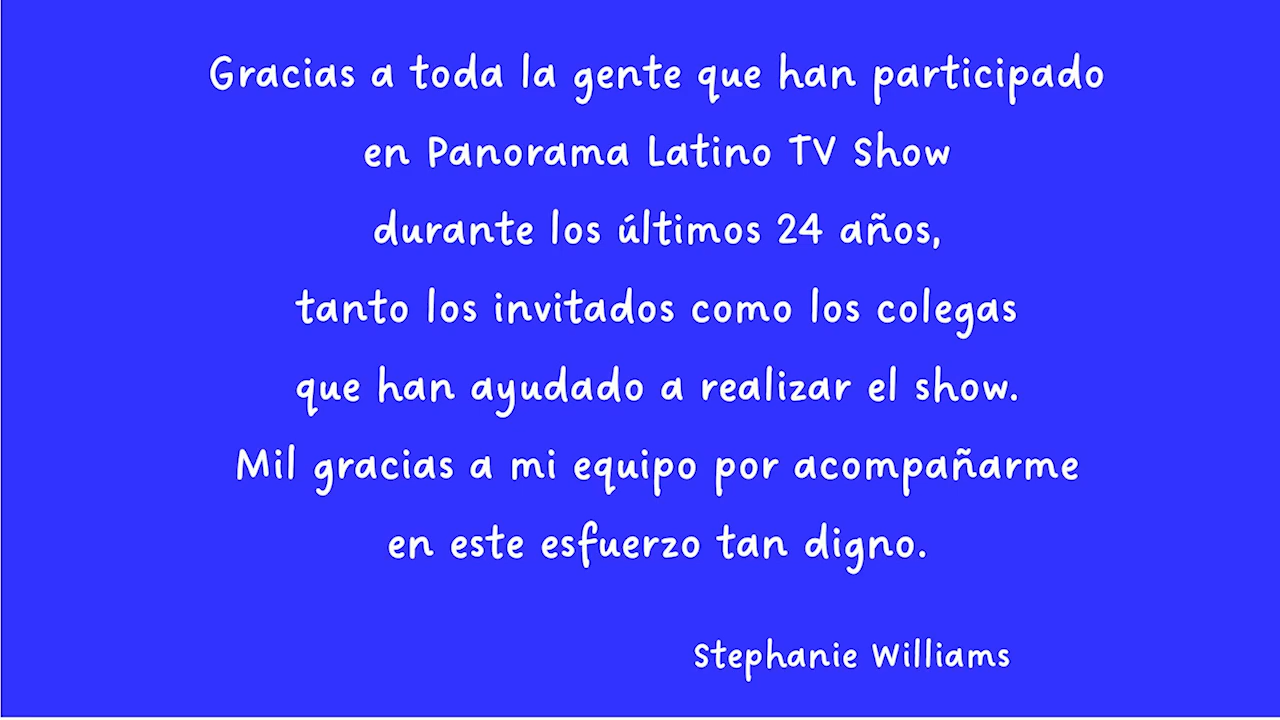 Gracias a toda la gente que han participado
en Panorama Latino TV Show
durante los últimos 24 años,
tanto los invitados como los colegas
que han ayudado a realizar el show.
Mil gracias a mi equipo por acompañarme
en este esfuerzo tan digno.
Stephanie Williams